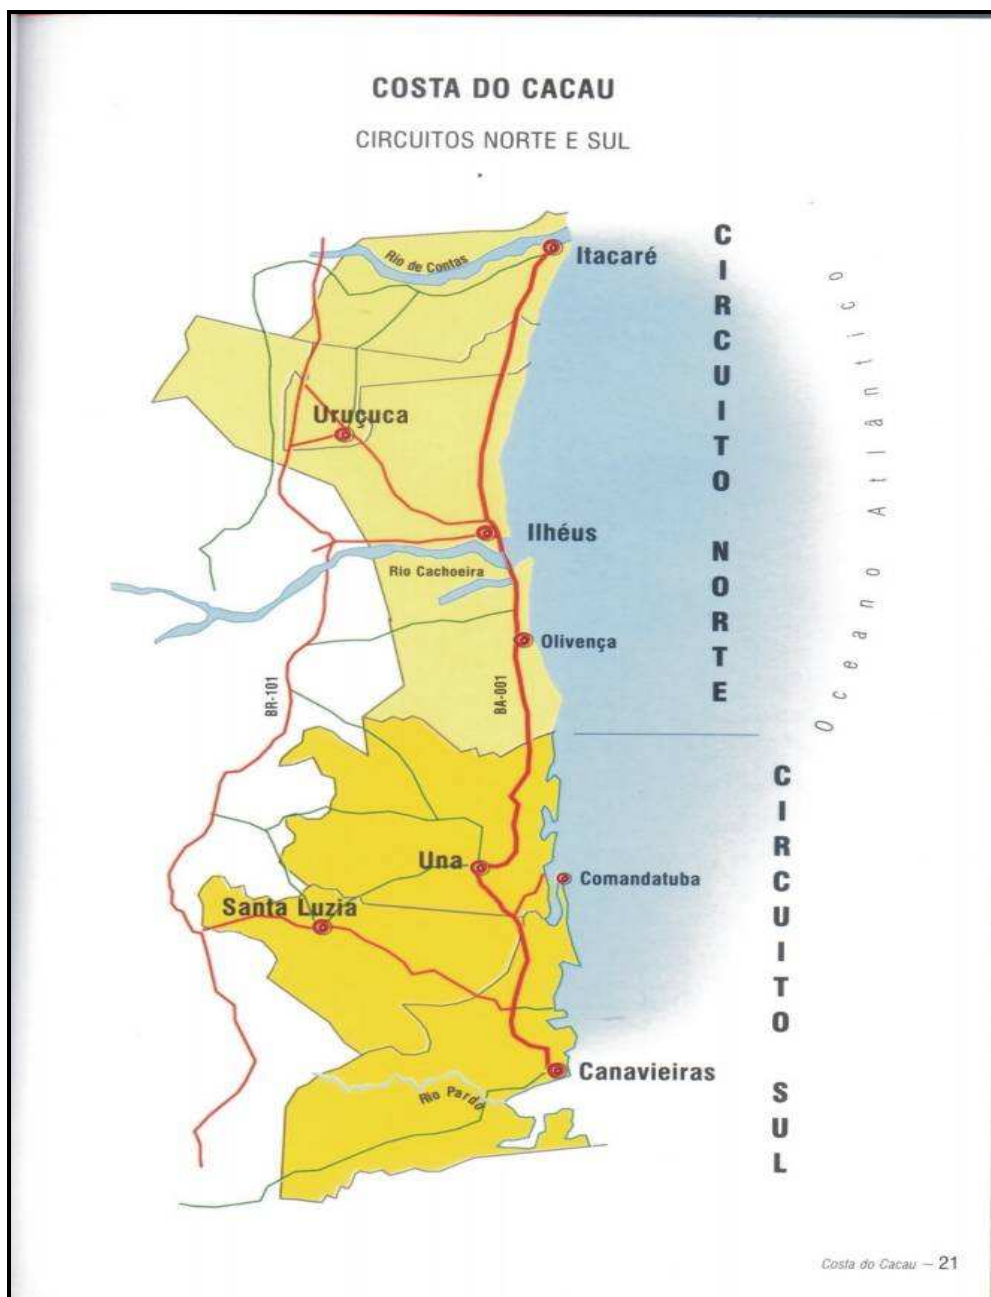 COSTA DO CACAU
CIRCUITOS NORTE E SUL
Rio de Contas
Itacaré
CIRCUITO NORTE
Oceano Atlântico
Uruçuca
Ilhéus
Rio Cachoeira
Olivença
BR-101
BA-001
CIRCUITO SUL
Una
Comandatuba
Santa Luzia
Canavieiras
Rio Pardo
Costa do Cacau — 21